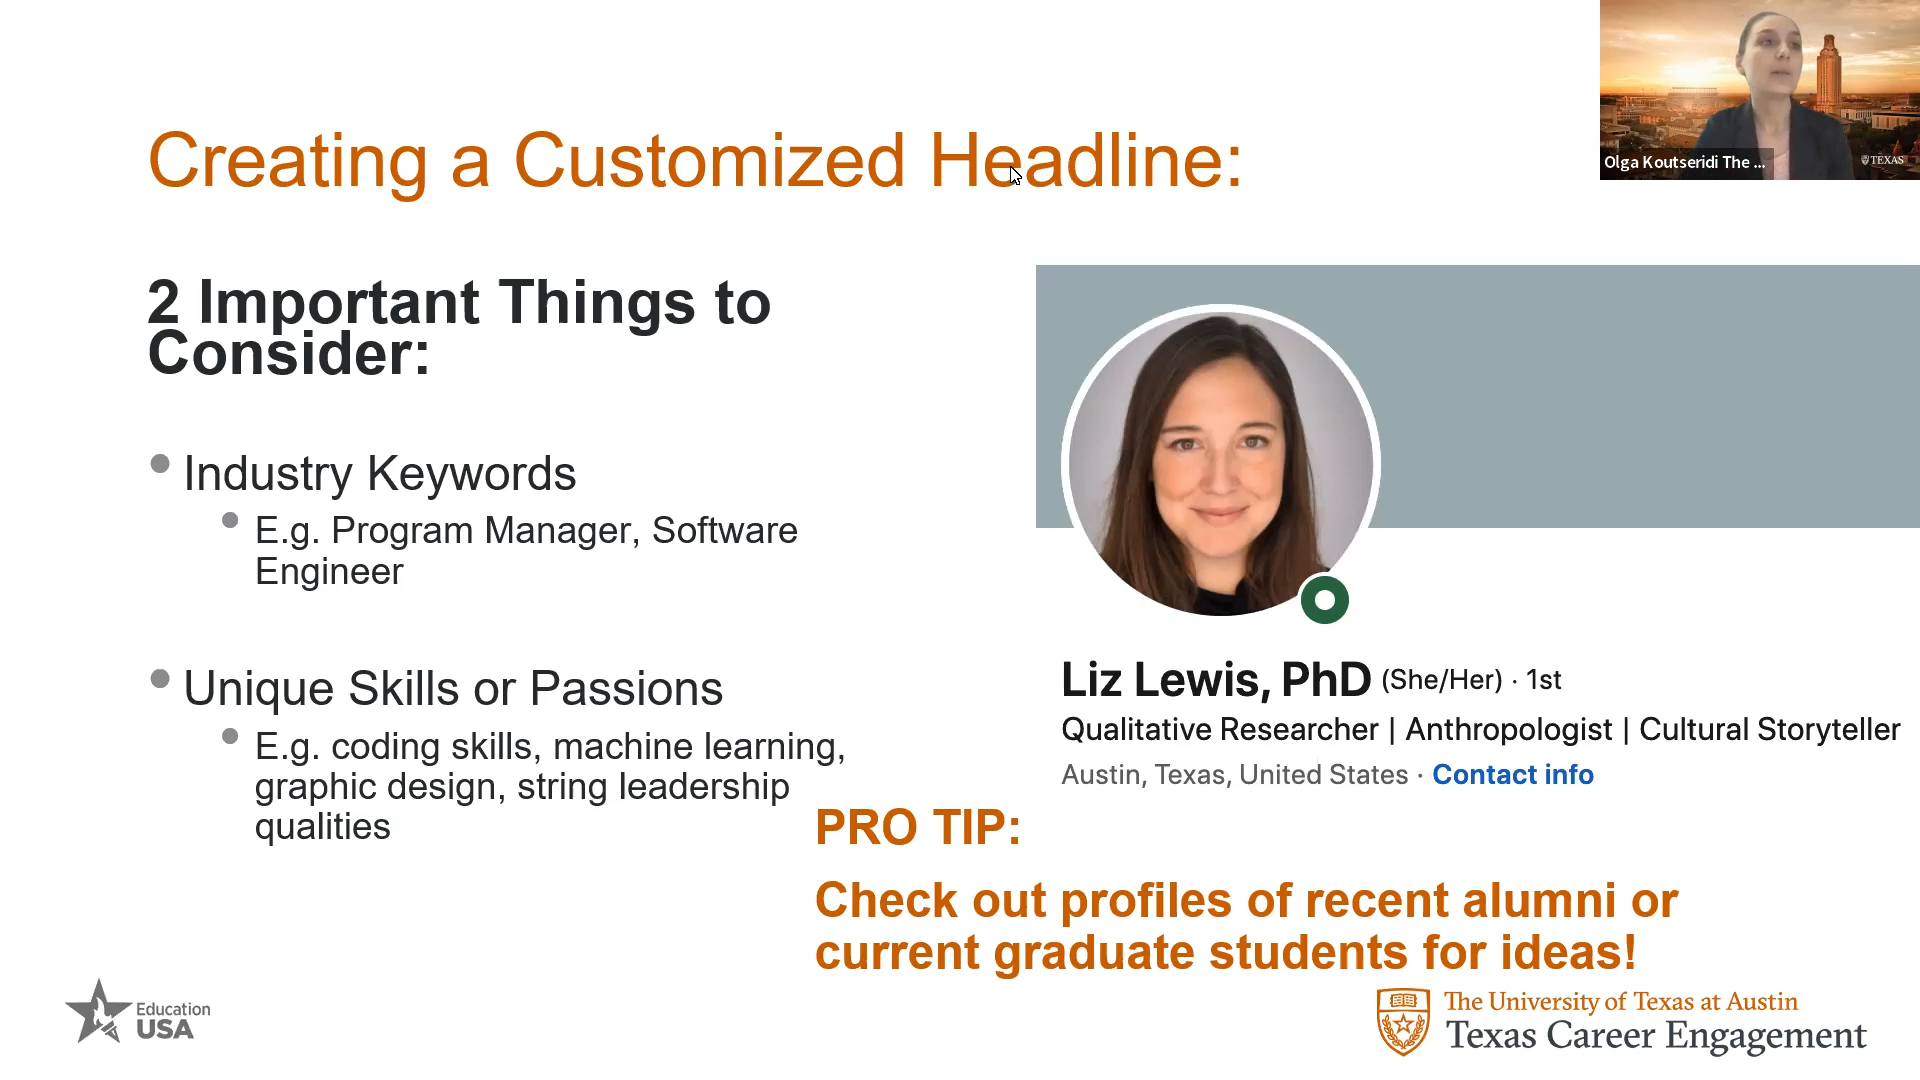 Creating a Customized Headline:
Olga Koutseridi The ...
TEXAS
2 Important Things to
Consider:
Industry Keywords
E.g. Program Manager, Software
Engineer
Unique Skills or Passions
E.g. coding skills, machine learning,
graphic design, string leadership
qualities
Liz Lewis, PhD (She/Her) · 1st
Qualitative Researcher | Anthropologist | Cultural Storyteller
Austin, Texas, United States · Contact info
PRO TIP:
Check out profiles of recent alumni or
current graduate students for ideas!
Education
USA
The University of Texas at Austin
Texas Career Engagement